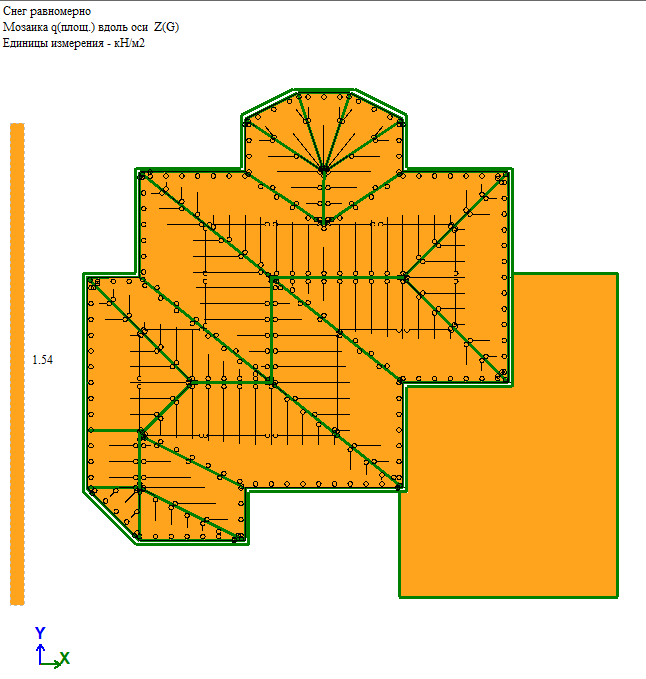 Снег равномерно
Мозаика q(площ.) вдоль оси Z(G)
Единицы измерения - кН/м2
1.54
Y
X